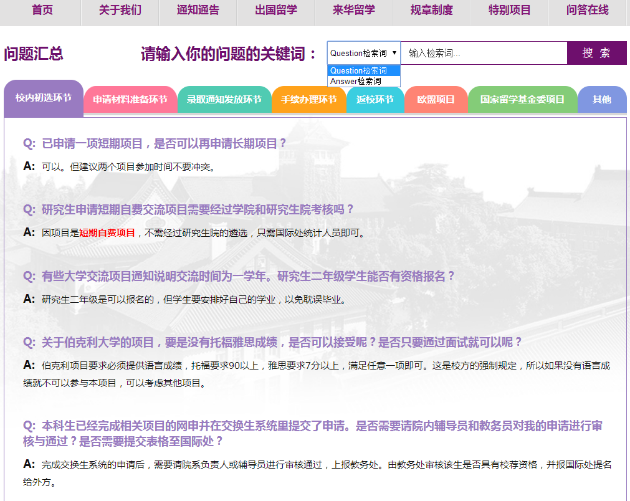 首页 关于我们 通知通告 出国留学 来华留学 规章制度 特别项目 问答在线
问题汇总 请输入你的问题的关键词： Question检索词 输入检索词... 搜 索
Question检索词
Answer检索词
校内初选环节 申请材料准备环节 录取通知发放环节 手续办理环节 返校环节 欧盟项目 国家留学基金委项目 其他
Q: 已申请一项短期项目，是否可以再申请长期项目？
A: 可以。但建议两个项目参加时间不要冲突。
Q: 研究生申请短期自费交流项目需要经过学院和研究生院考核吗？
A: 因项目是短期自费项目，不需经过研究生院的遴选，只需国际处统计人员即可。
Q: 有些大学交流项目通知说明交流时间为一学年。研究生二年级学生能否有资格报名？
A: 研究生二年级是可以报名的，但学生要安排好自己的学业，以免耽误毕业。
Q: 关于伯克利大学的项目，要是没有托福雅思成绩，是否可以接受呢？是否只要通过面试就可以呢？
A: 伯克利项目要求必须提供语言成绩，托福要求90以上，雅思要求7分以上，满足任意一项即可。这是校方的强制规定，所以如果没有语言成
绩就不可以参与本项目，可以考虑其他项目。
Q: 本科生已经完成相关项目的网申并在交换生系统里提交了申请。是否需要请院内辅导员和教务员对我的申请进行审
核与通过？是否需要提交表格至国际处？
A: 完成交换生系统的申请后，需要请院系负责人或辅导员进行审核通过，上报教务处。由教务处审核该生是否具有校荐资格，并报国际处提名
给外方。